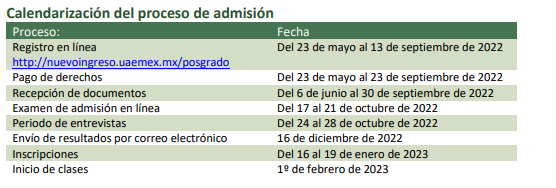 Calendarización del proceso de admisión
Proceso: Fecha
Registro en línea Del 23 de mayo al 13 de septiembre de 2022
http://nuevoingreso.uaemex.mx/posgrado
Pago de derechos Del 23 de mayo al 23 de septiembre de 2022
Recepción de documentos Del 6 de junio al 30 de septiembre de 2022
Examen de admisión en línea Del 17 al 21 de octubre de 2022
Periodo de entrevistas Del 24 al 28 de octubre de 2022
Envío de resultados por correo electrónico 16 de diciembre de 2022
Inscripciones Del 16 al 19 de enero de 2023
Inicio de clases 1º de febrero de 2023